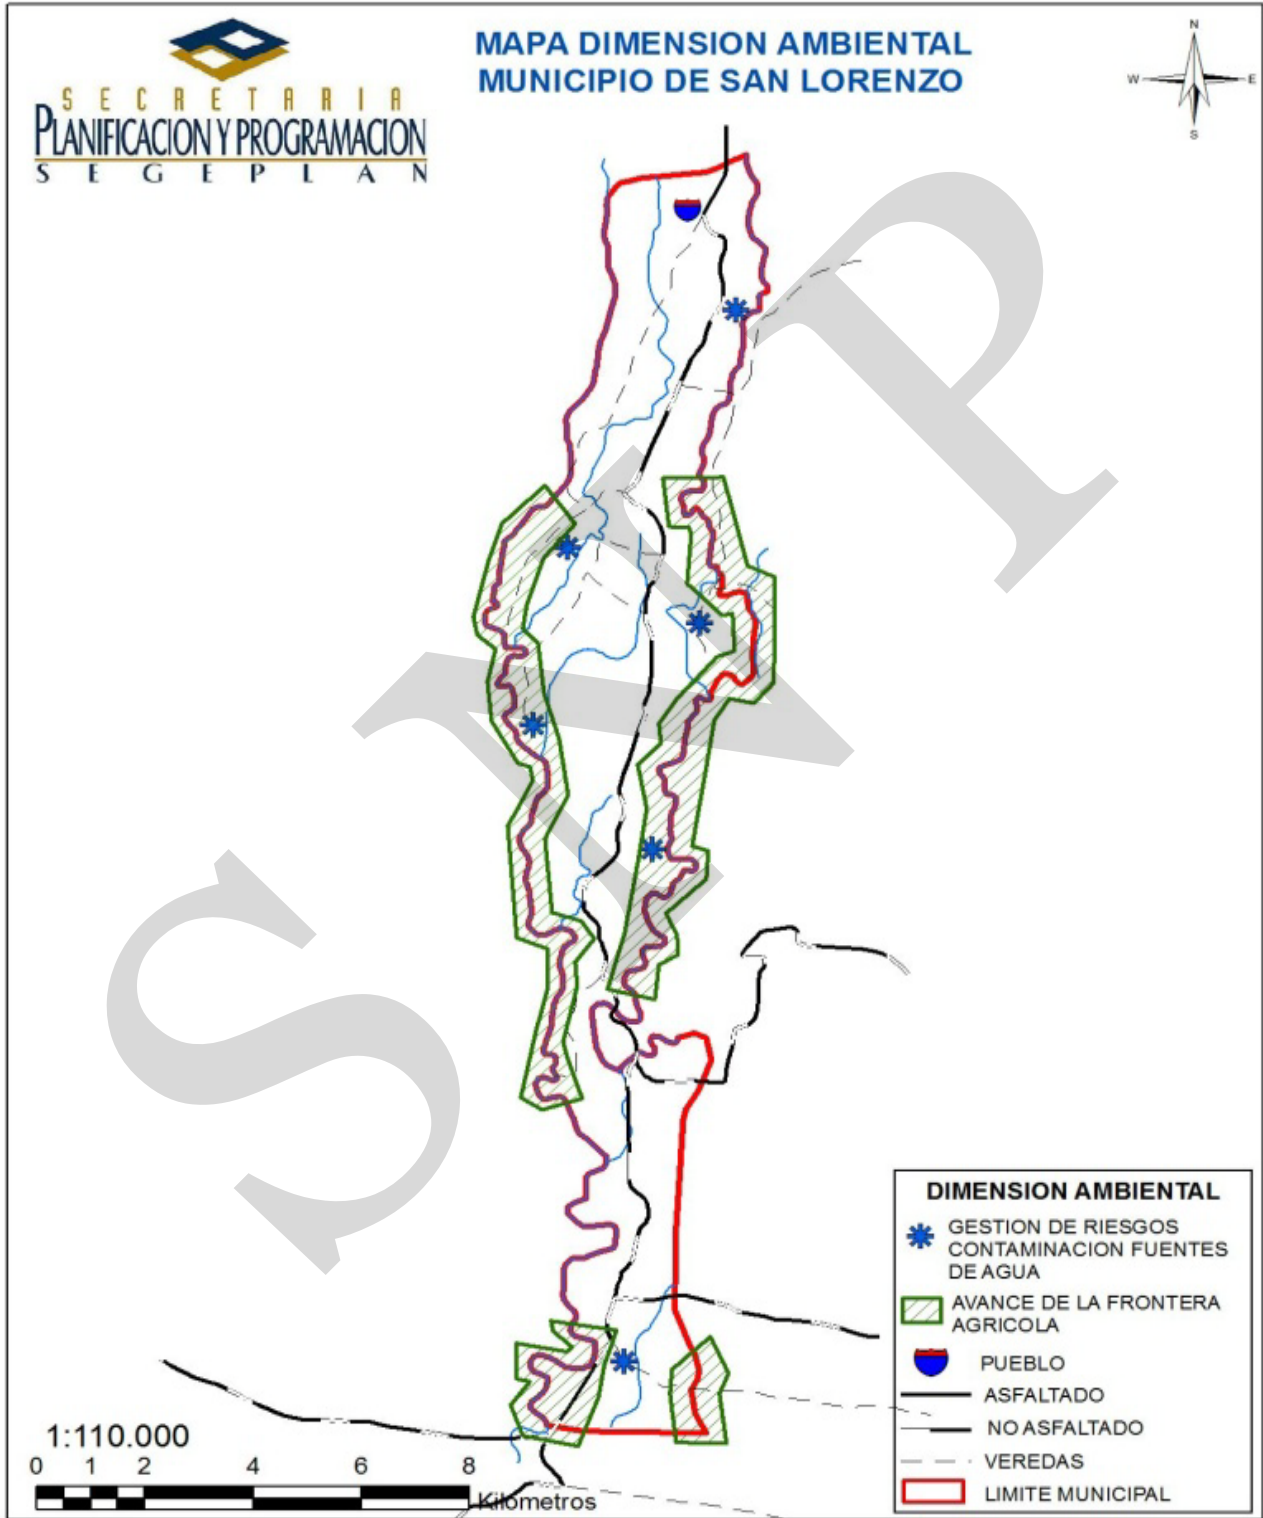 SECRETARIA
PLANIFICACION Y PROGRAMACION
SEGEPLAN
MAPA DIMENSION AMBIENTAL
MUNICIPIO DE SAN LORENZO
N
W E
S
SNP
DIMENSION AMBIENTAL
GESTION DE RIESGOS
CONTAMINACION FUENTES
DE AGUA
AVANCE DE LA FRONTERA
AGRICOLA
PUEBLO
ASFALTADO
NO ASFALTADO
VEREDAS
LIMITE MUNICIPAL
1:110.000
0 1 2 4 6 8
Kilometros